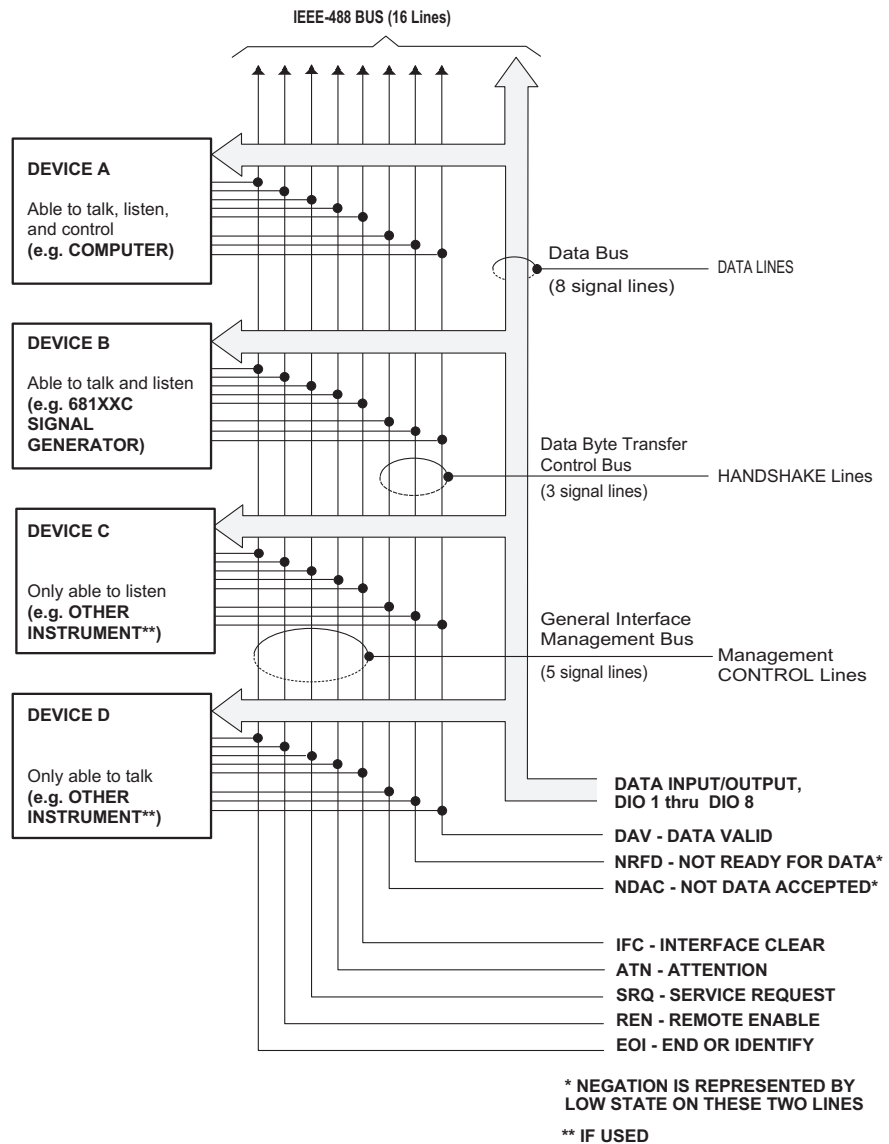 IEEE-488 BUS (16 Lines)
DEVICE A
Able to talk, listen,
and control
(e.g. COMPUTER)
Data Bus
(8 signal lines)
DATA LINES
DEVICE B
Able to talk and listen
(e.g. 681XXC
SIGNAL
GENERATOR)
Data Byte Transfer
Control Bus
(3 signal lines)
HANDSHAKE Lines
DEVICE C
Only able to listen
(e.g. OTHER
INSTRUMENT**)
General Interface
Management Bus
(5 signal lines)
Management
CONTROL Lines
DEVICE D
Only able to talk
(e.g. OTHER
INSTRUMENT**)
DATA INPUT/OUTPUT,
DIO 1 thru DIO 8
DAV - DATA VALID
NRFD - NOT READY FOR DATA*
NDAC - NOT DATA ACCEPTED*
IFC - INTERFACE CLEAR
ATN - ATTENTION
SRQ - SERVICE REQUEST
REN - REMOTE ENABLE
EOI - END OR IDENTIFY
* NEGATION IS REPRESENTED BY
LOW STATE ON THESE TWO LINES
** IF USED